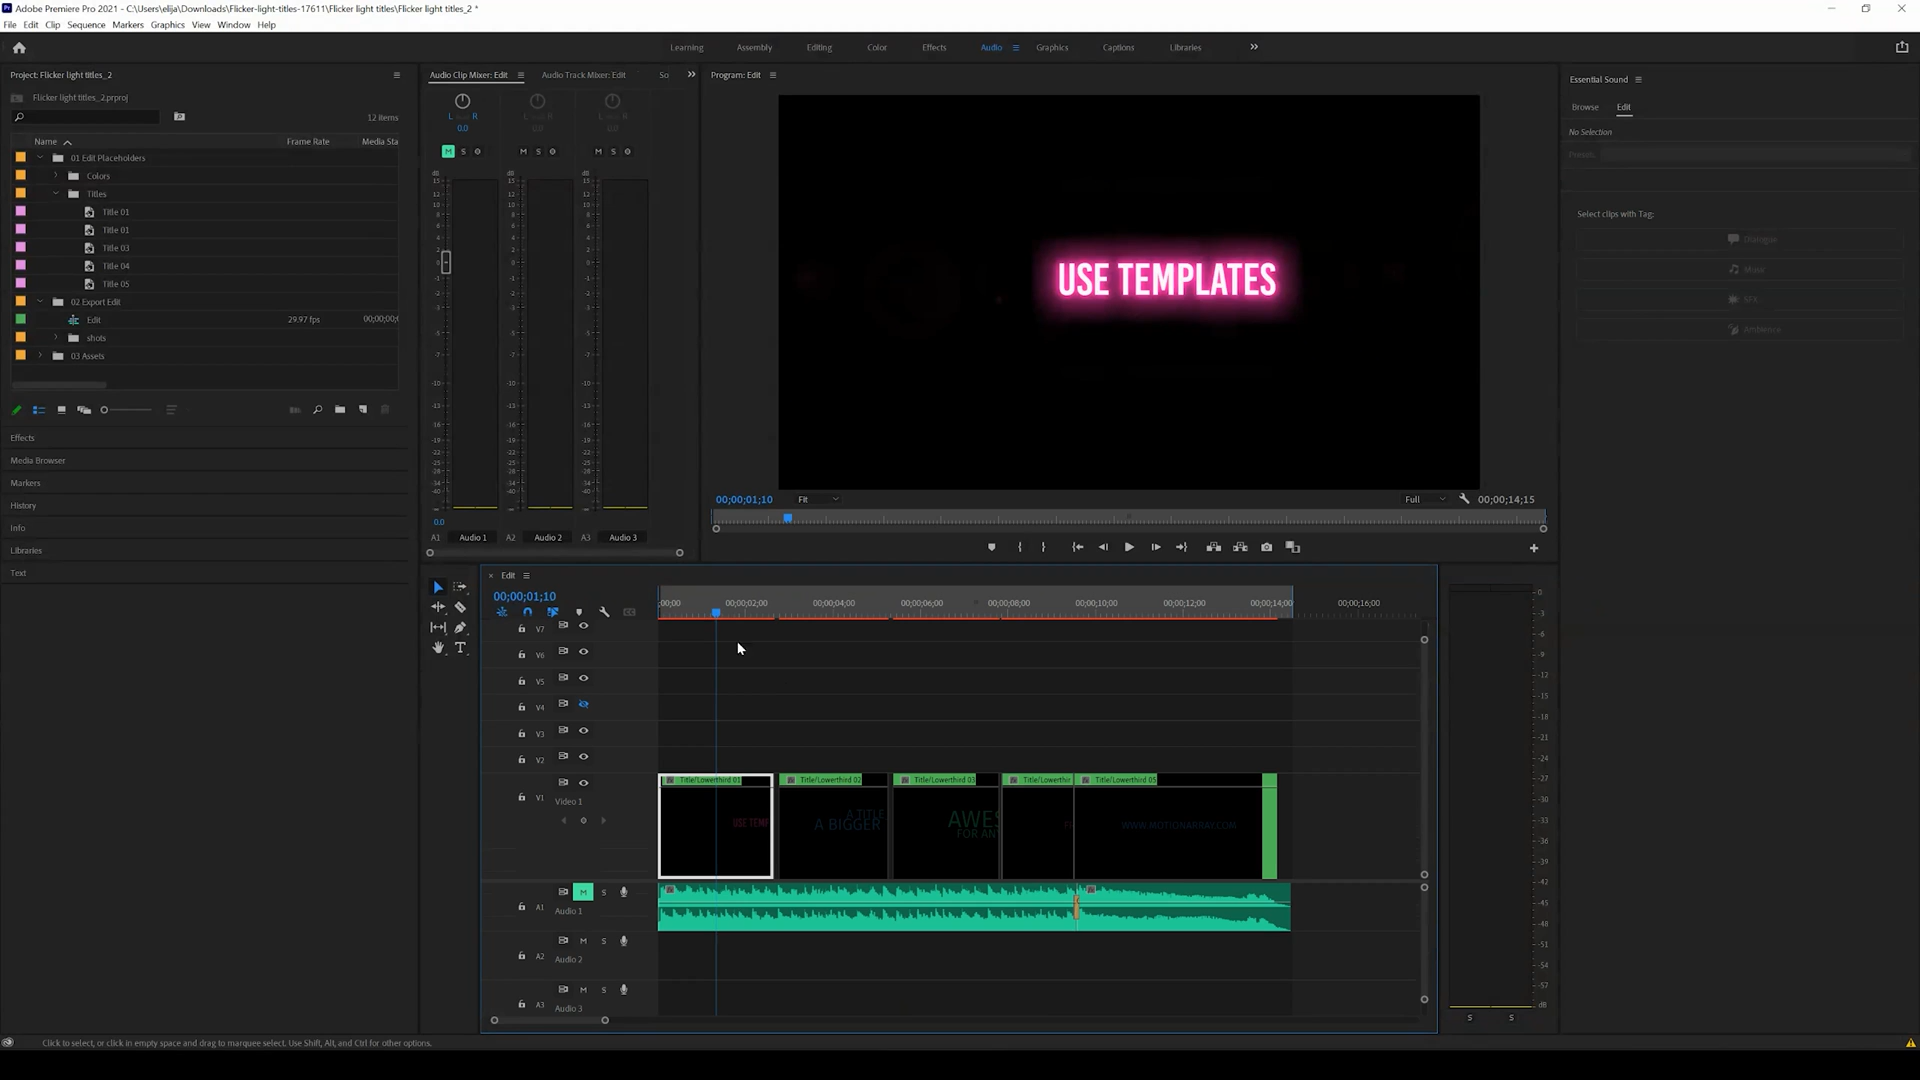 Adobe Premiere Pro 2021 - C:\Users\elija\Downloads\Flicker-light-titles-17611\Flicker light titles\Flicker light titles_2 *
File Edit Clip Sequence Markers Graphics View Window Help
Learning Assembly Editing Color Effects Audio Graphics Captions Libraries
Project: Flicker light titles_2
Flicker light titles_2.prproj
12 items
Name Frame Rate Media Sta
01 Edit Placeholders
Colors
Titles
Title 01
Title 01
Title 03
Title 04
Title 05
02 Export Edit
Edit 29.97 fps 00;00;00;
shots
03 Assets
Effects
Media Browser
Markers
History
Info
Libraries
Text
Audio Clip Mixer: Edit Audio Track Mixer: Edit So
L R
0.0
M S M S M S
0.0
A1 Audio 1 A2 Audio 2 A3 Audio 3
Program: Edit
USE TEMPLATES
00;00;01;10 Fit Full 00;00;14;15
Essential Sound
Browse Edit
No Selection
Preset:
Select clips with Tag:
Dialogue
Music
SFX
Ambience
Edit
00;00;01;10
;00;00 00;00;02;00 00;00;04;00 00;00;06;00 00;00;08;00 00;00;10;00 00;00;12;00 00;00;14;00 00;00;16;00
V7
V6
V5
V4
V3
V2
V1 Video 1
Title/Lowerthird 01 Title/Lowerthird 02 Title/Lowerthird 03 Title/Lowerthir Title/Lowerthird 05
USE TEMP
A TITLE
A BIGGER
AWES
FOR AN
WWW.MOTIONARRAY.COM
A1 M S Audio 1
A2 M S Audio 2
A3 M S Audio 3
S S
Click to select, or click in empty space and drag to marquee select. Use Shift, Alt, and Ctrl for other options.